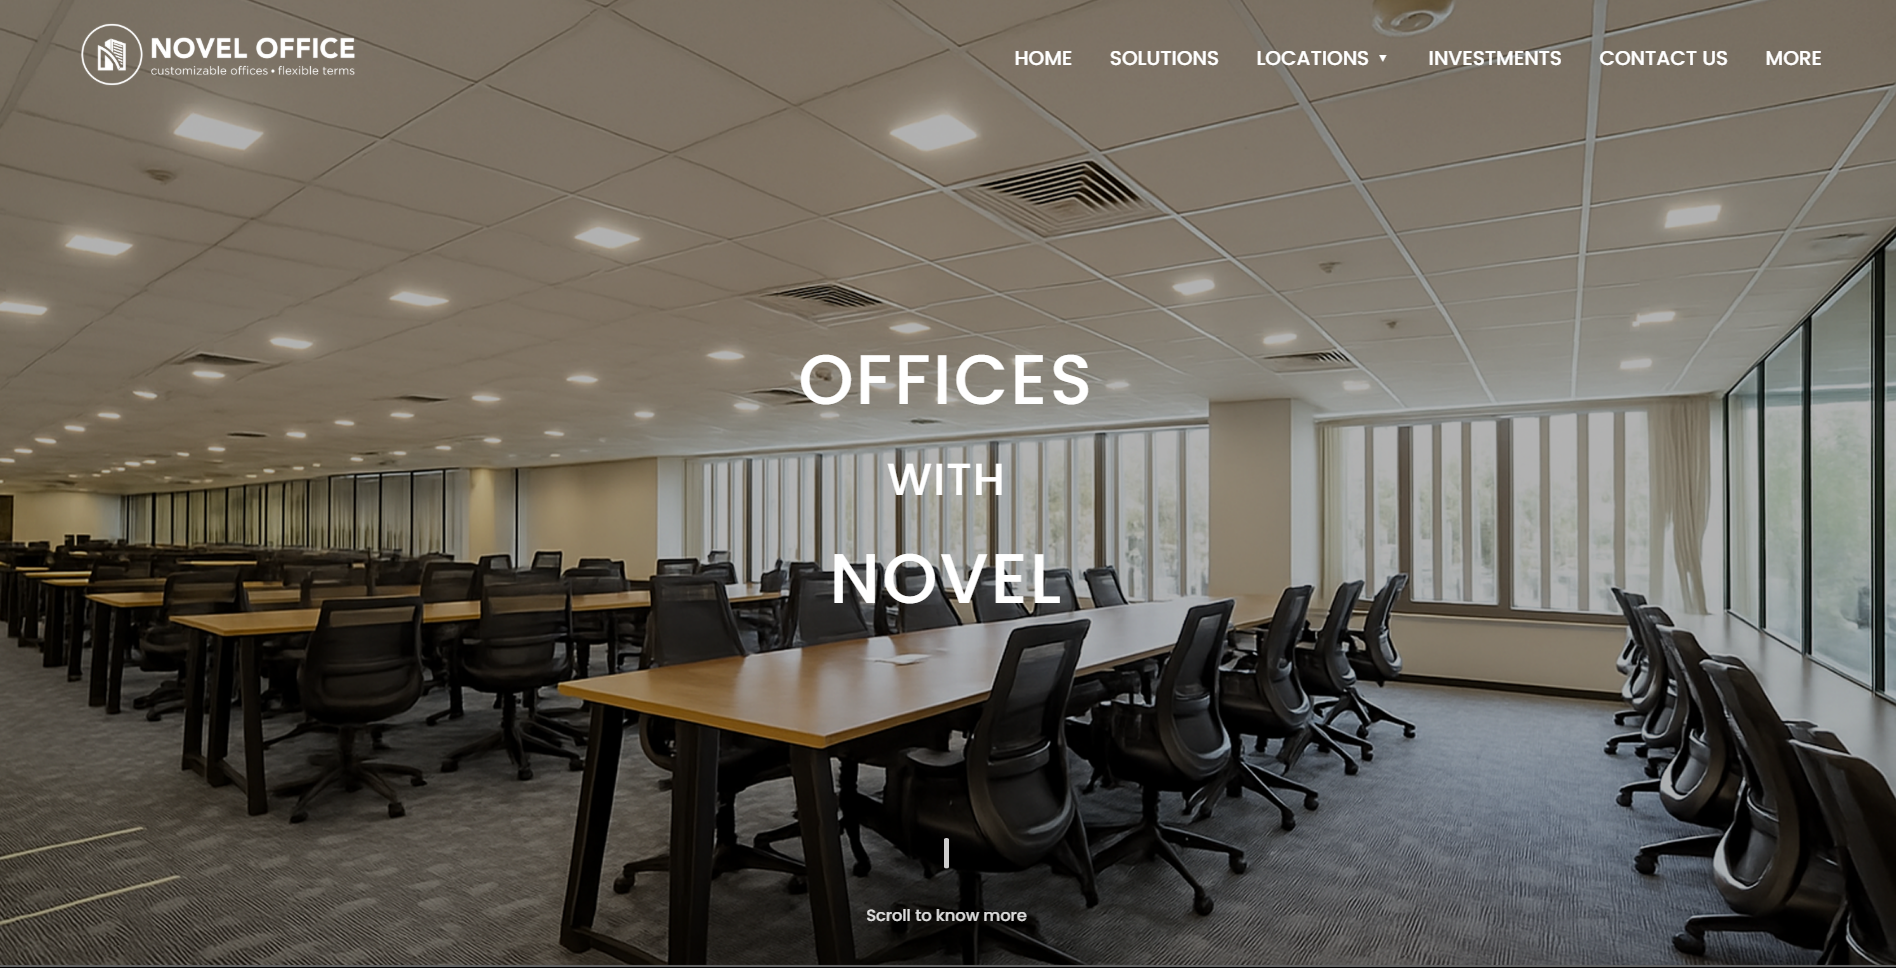 NOVEL OFFICE
customizable offices • flexible terms
HOME SOLUTIONS LOCATIONS ▼ INVESTMENTS CONTACT US MORE
OFFICES
WITH
NOVEL
Scroll to know more